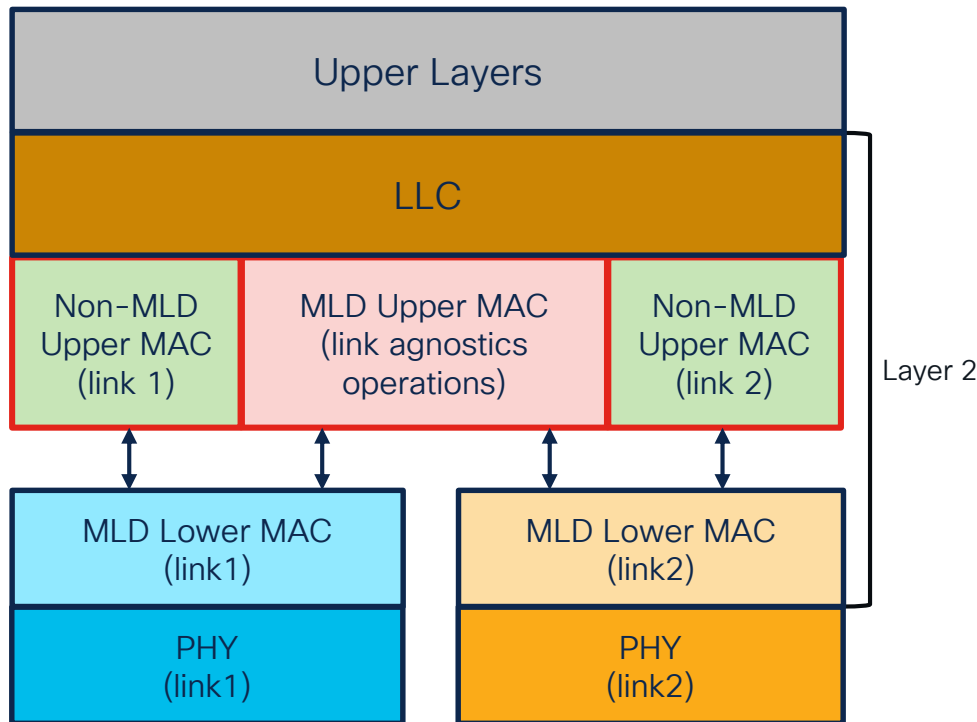 Upper Layers
LLC
Non-MLD
Upper MAC
(link 1)
MLD Upper MAC
(link agnostics
operations)
Non-MLD
Upper MAC
(link 2)
Layer 2
MLD Lower MAC
(link1)
MLD Lower MAC
(link2)
PHY
(link1)
PHY
(link2)